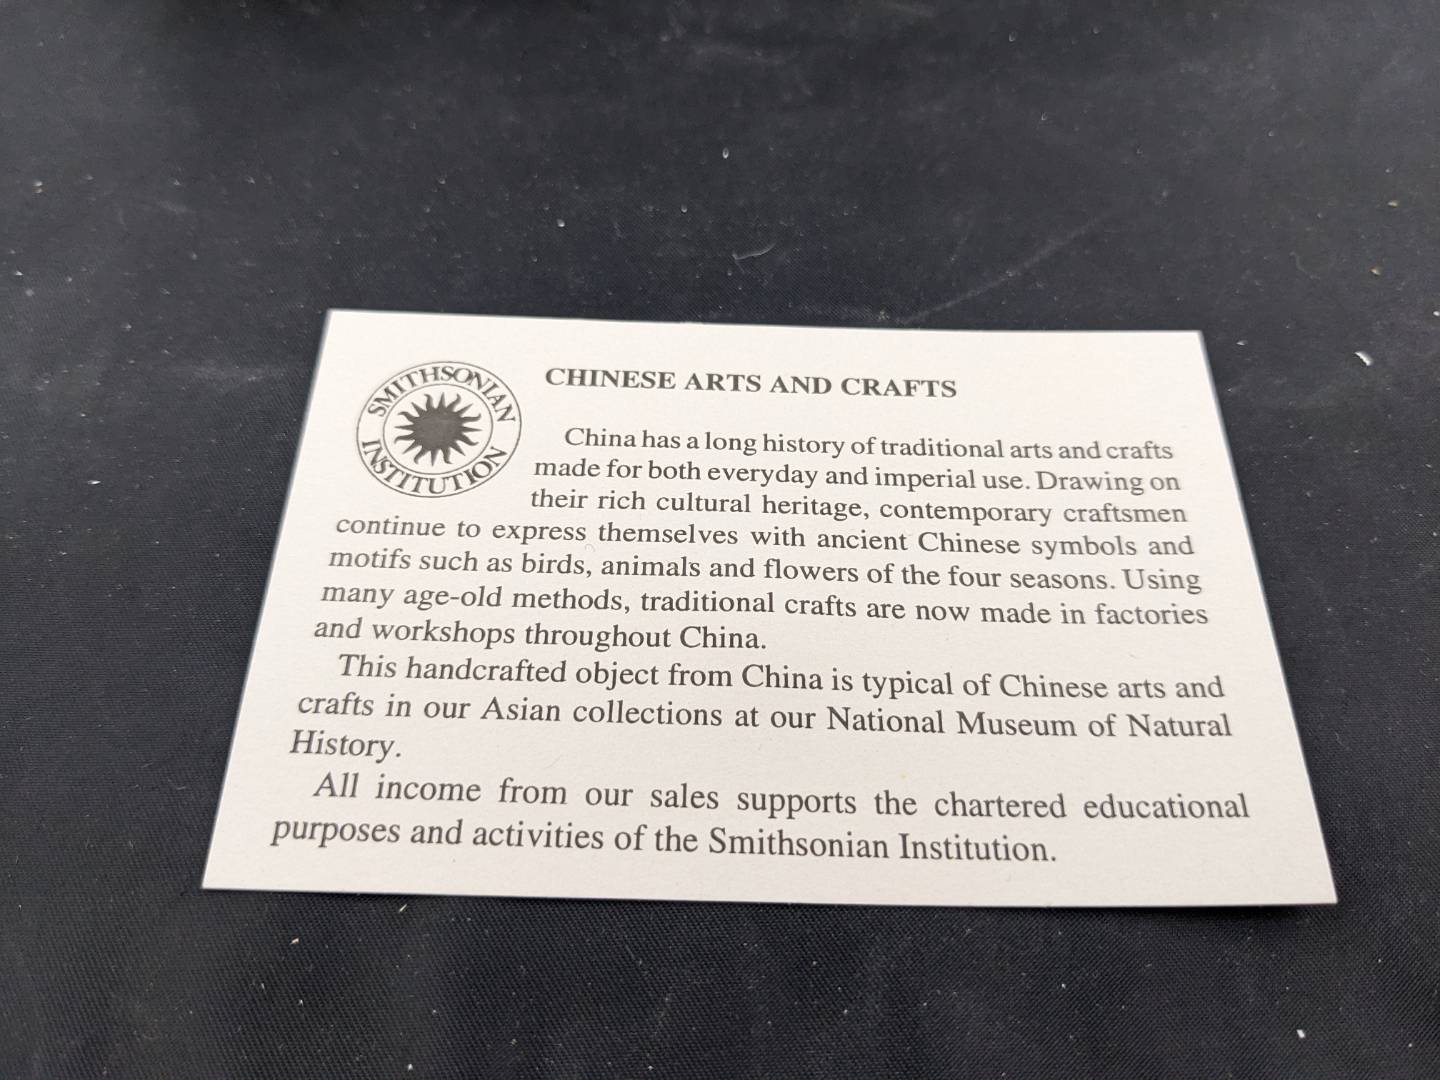 SMITHSONIAN
INSTITUTION
CHINESE ARTS AND CRAFTS
China has a long history of traditional arts and crafts
made for both everyday and imperial use. Drawing on
their rich cultural heritage, contemporary craftsmen
continue to express themselves with ancient Chinese symbols and
motifs such as birds, animals and flowers of the four seasons. Using
many age-old methods, traditional crafts are now made in factories
and workshops throughout China.
This handcrafted object from China is typical of Chinese arts and
crafts in our Asian collections at our National Museum of Natural
History.
All income from our sales supports the chartered educational
purposes and activities of the Smithsonian Institution.